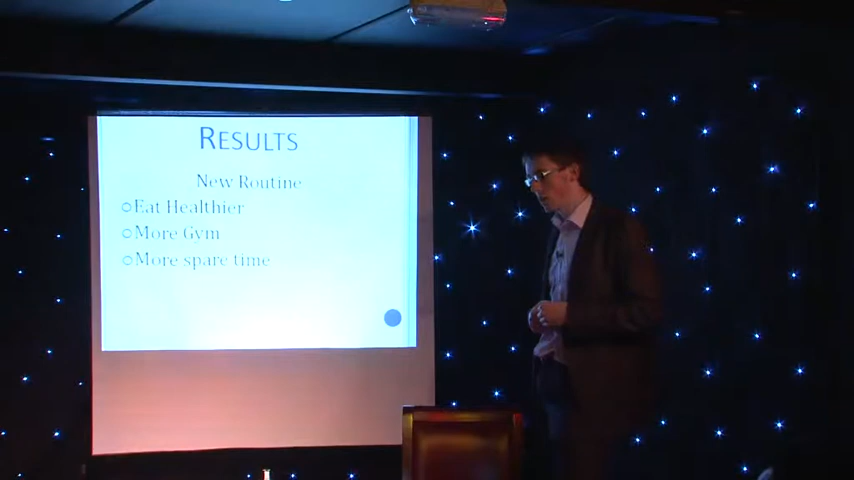 RESULTS
New Routine
Eat Healthier
More Gym
More spare time